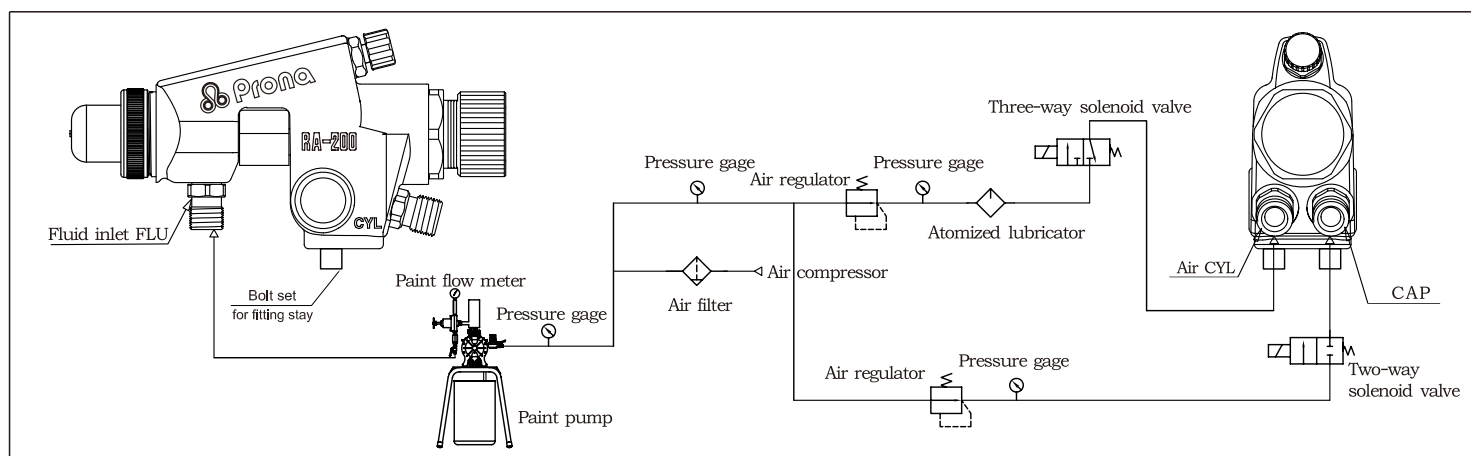 Prona
RA-200
CYL
Fluid inlet FLU
Bolt set
for fitting stay
Paint flow meter
Pressure gage
Paint pump
Pressure gage
Air regulator
Pressure gage
Atomized lubricator
Three-way solenoid valve
Air compressor
Air filter
Air regulator
Pressure gage
Air CYL
CAP
Two-way
solenoid valve